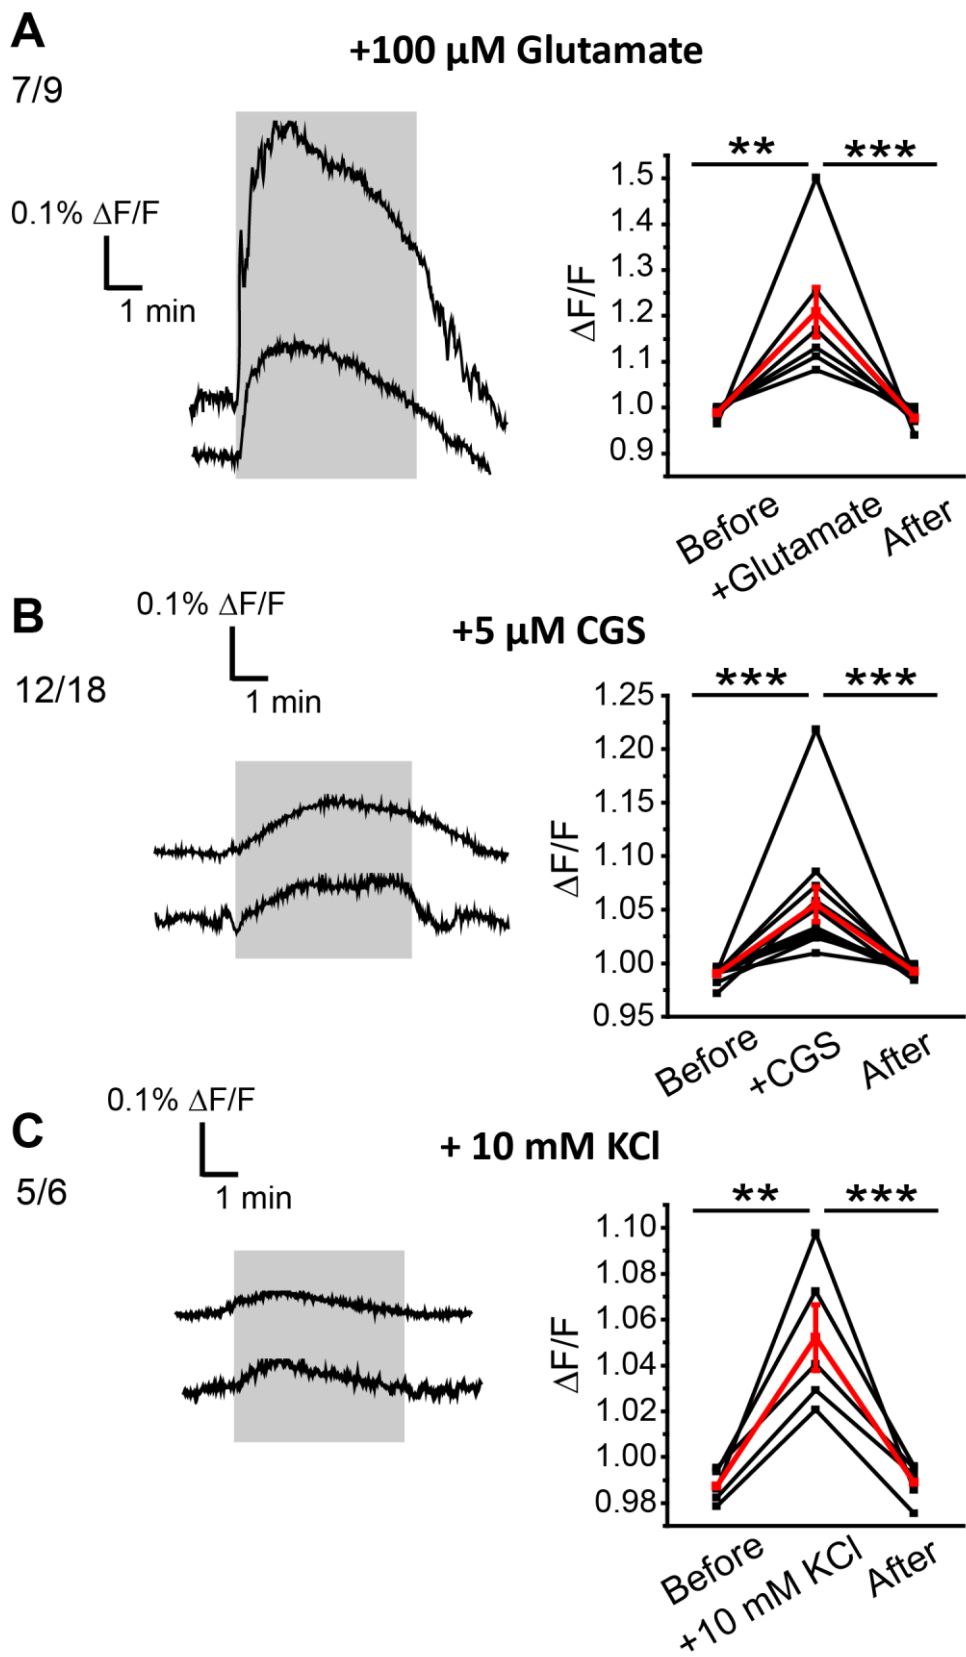 A
+100 µM Glutamate
7/9
0.1% ΔF/F
1 min
** ***
ΔF/F
1.5
1.4
1.3
1.2
1.1
1.0
0.9
Before
+Glutamate
After
B
0.1% ΔF/F
+5 µM CGS
12/18
1 min
*** ***
ΔF/F
1.25
1.20
1.15
1.10
1.05
1.00
0.95
Before
+CGS
After
C
0.1% ΔF/F
+ 10 mM KCl
5/6
1 min
** ***
ΔF/F
1.10
1.08
1.06
1.04
1.02
1.00
0.98
Before
+10 mM KCl
After